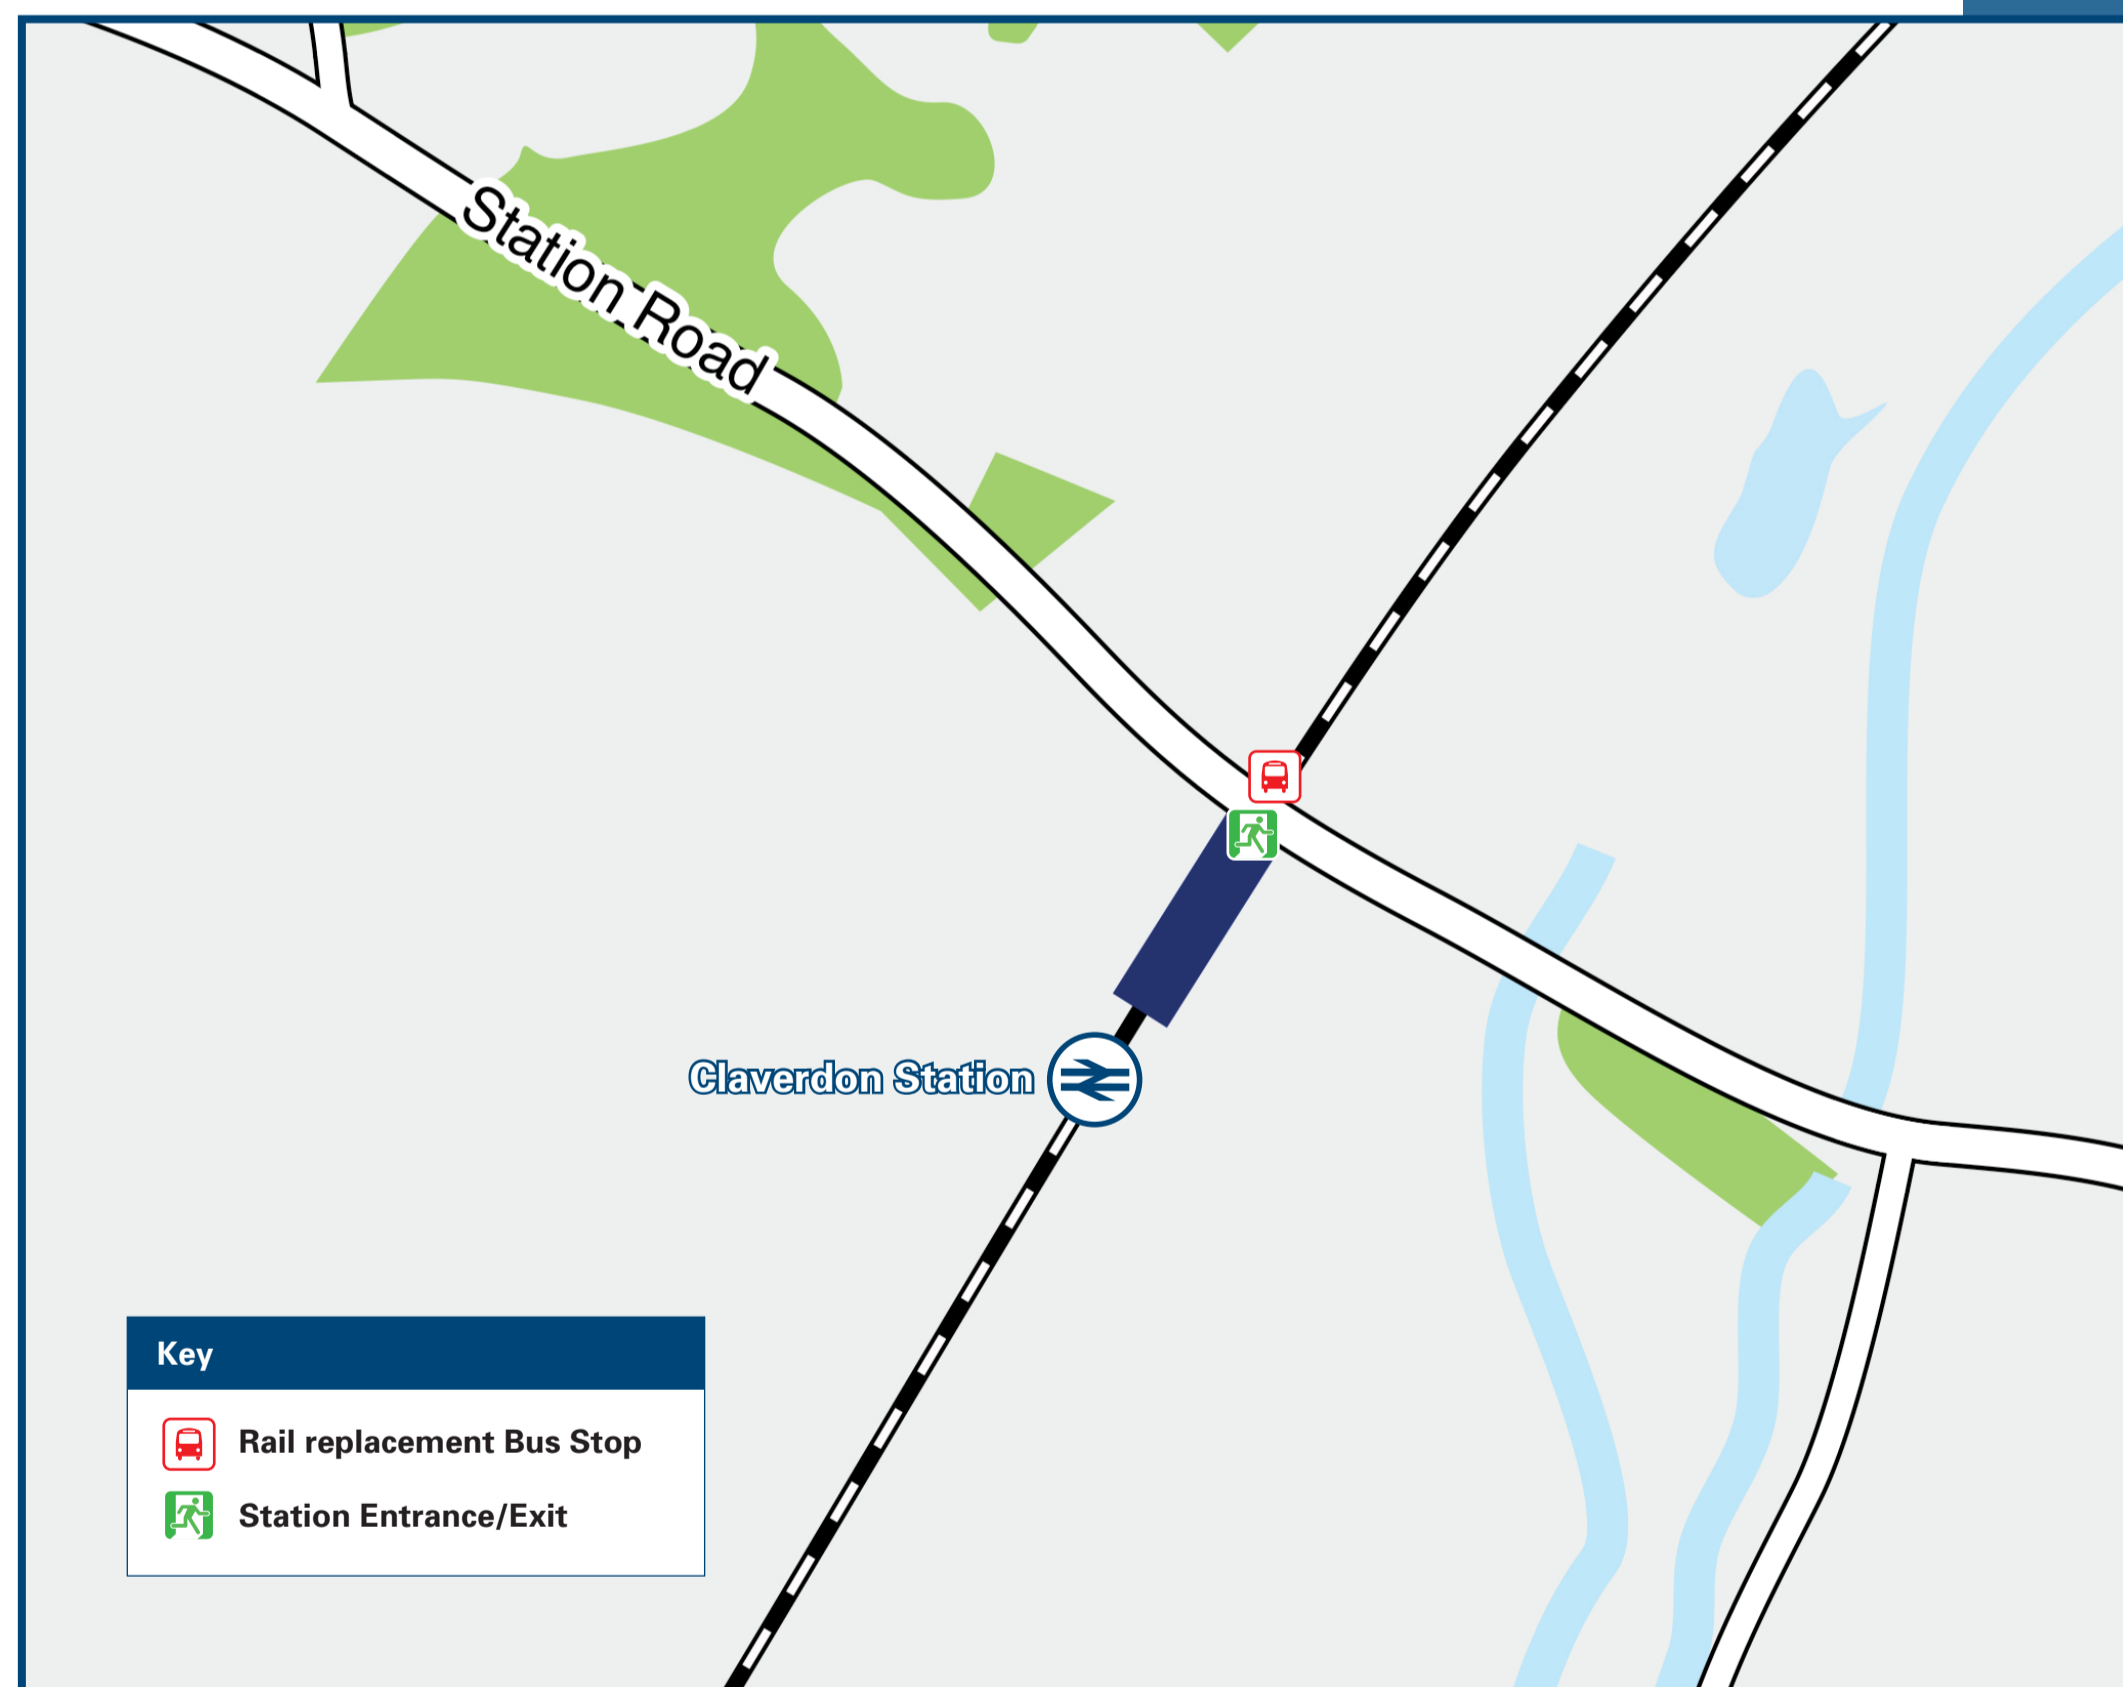 Station Road
Claverdon Station
Key
Rail replacement Bus Stop
Station Entrance/Exit